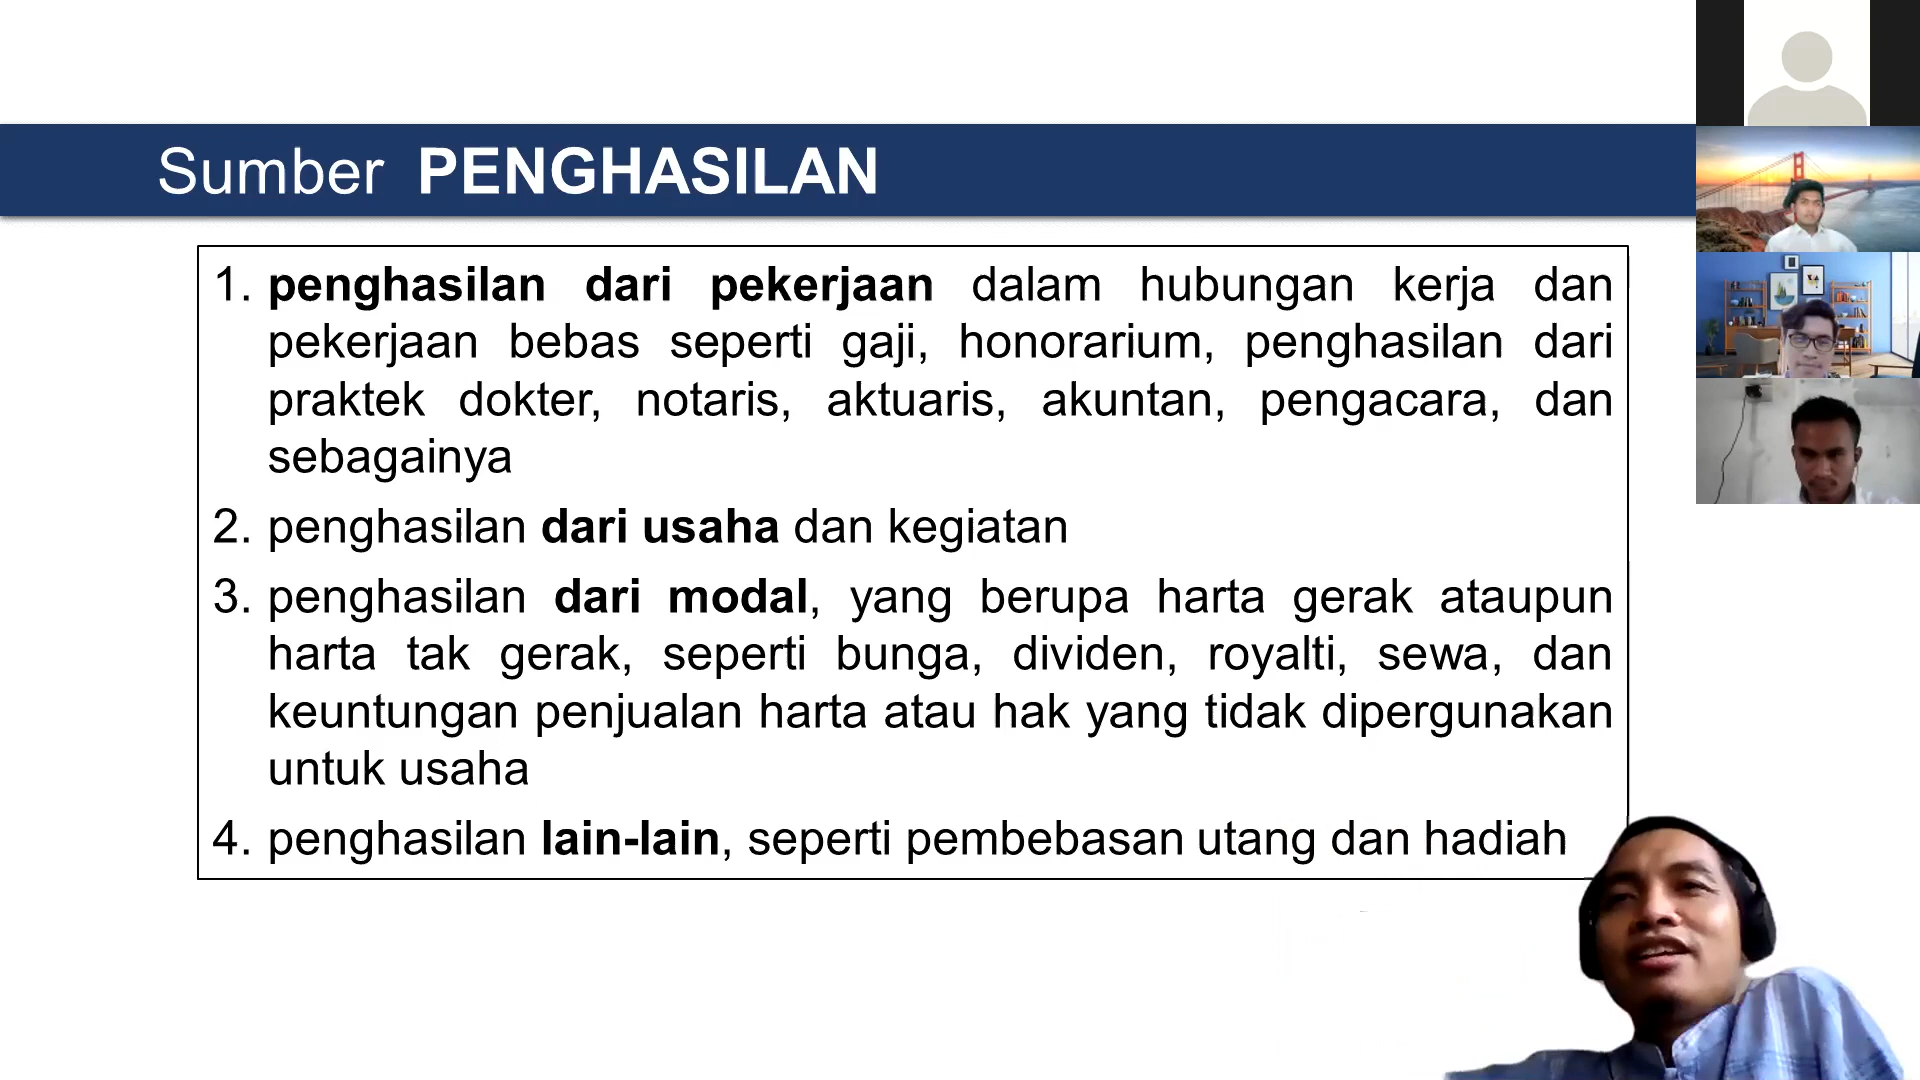 Sumber PENGHASILAN
1. penghasilan dari pekerjaan dalam hubungan kerja dan
pekerjaan bebas seperti gaji, honorarium, penghasilan dari
praktek dokter, notaris, aktuaris, akuntan, pengacara, dan
sebagainya
2. penghasilan dari usaha dan kegiatan
3. penghasilan dari modal, yang berupa harta gerak ataupun
harta tak gerak, seperti bunga, dividen, royalti, sewa, dan
keuntungan penjualan harta atau hak yang tidak dipergunakan
untuk usaha
4. penghasilan lain-lain, seperti pembebasan utang dan hadiah